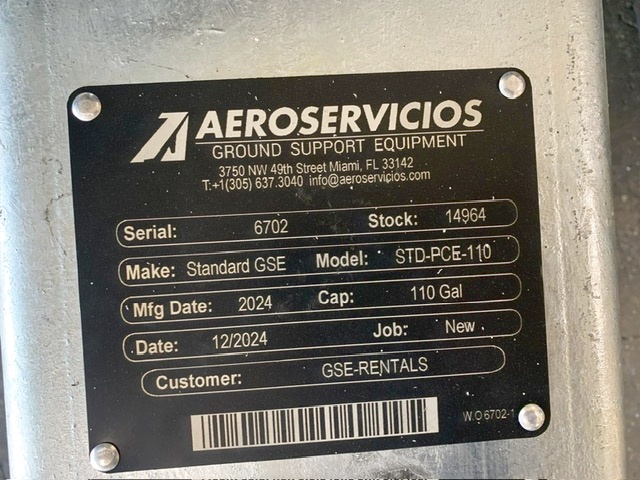 AEROSERVICIOS
GROUND SUPPORT EQUIPMENT
3750 NW 49th Street Miami, FL 33142
T:+1(305) 637.3040 info@aeroservicios.com
Serial: 6702 Stock: 14964
Make: Standard GSE Model: STD-PCE-110
Mfg Date: 2024 Cap: 110 Gal
Date: 12/2024 Job: New
Customer: GSE-RENTALS
W.O 6702-1